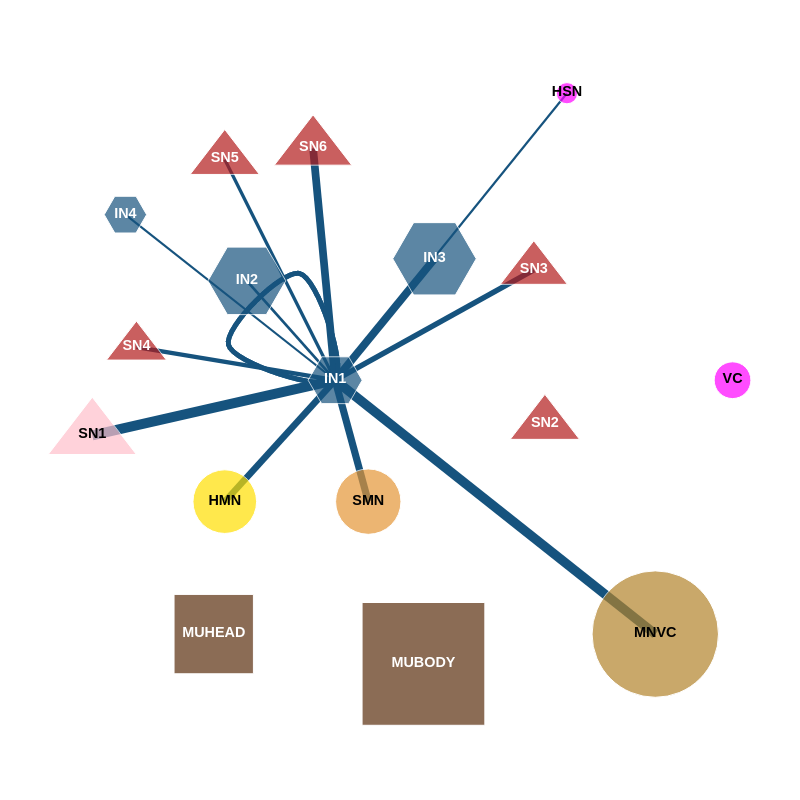 HSN
SN6
SN5
IN4
IN3
SN3
IN2
SN4
IN1
VC
SN2
SN1
HMN
SMN
MUHEAD
MNVC
MUBODY